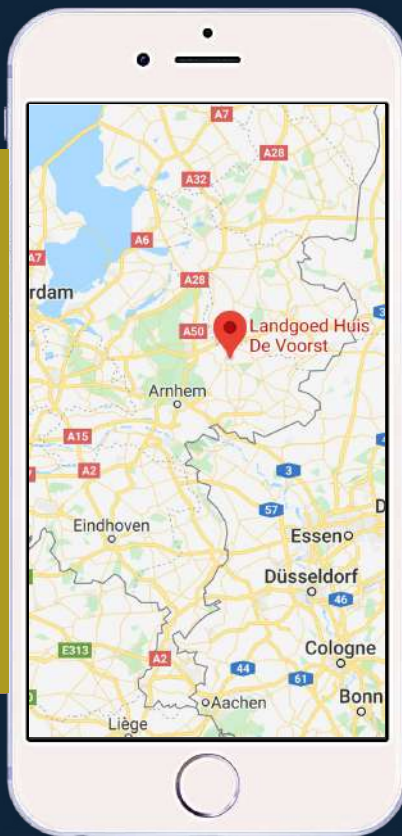 A7
A28
A32
A6
A7
rdam
A28
A50
Landgoed Huis
De Voorst
Arnhem
A15
A2
3
57
Eindhoven
Essen
Düsseldorf
46
E313
A2
Cologne
44
61
Aachen
Bonn
Liège